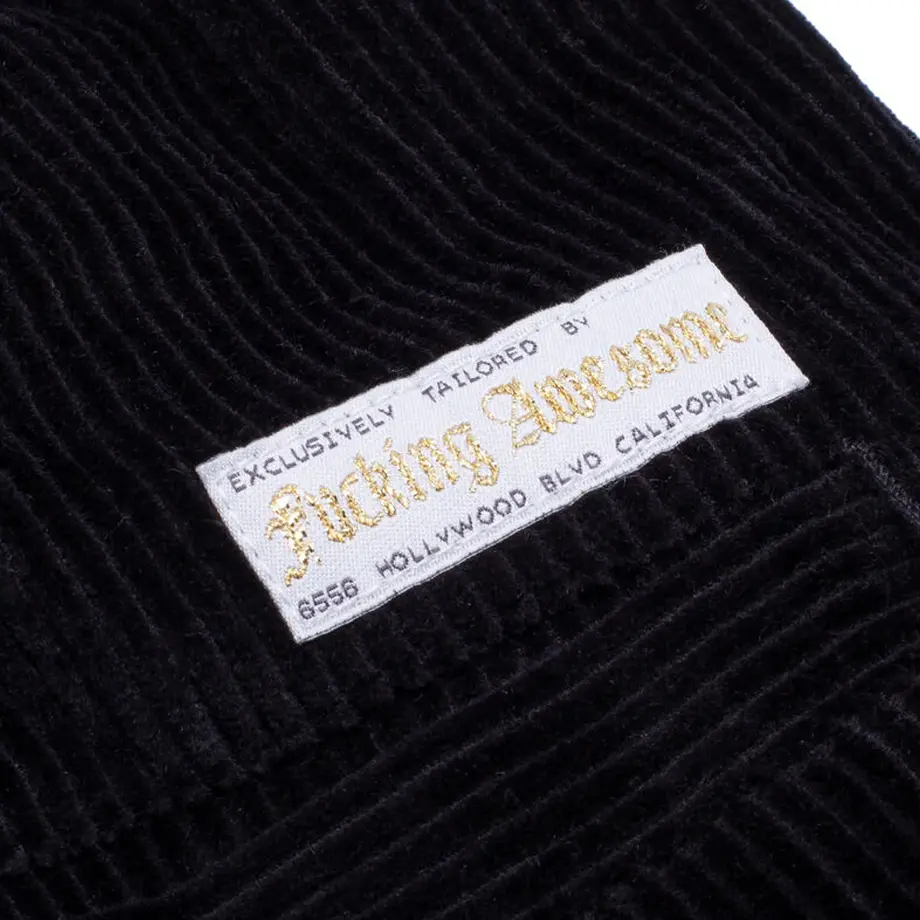 EXCLUSIVELY TAILORED BY
Fucking Awesome
6556 HOLLYWOOD BLVD CALIFORNIA